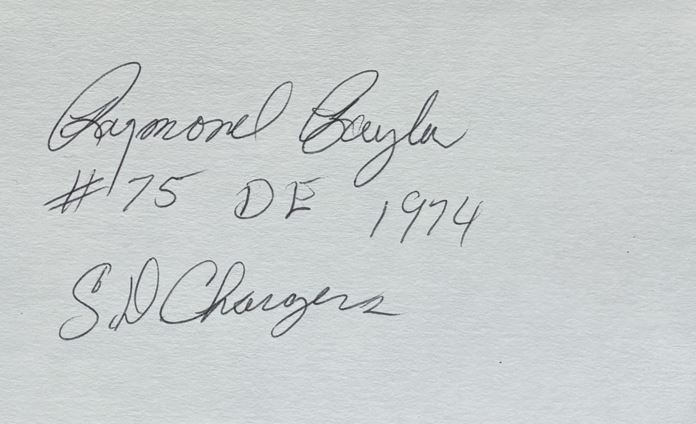 Raymond Baylor
#75 DE 1974
S.D Chargers